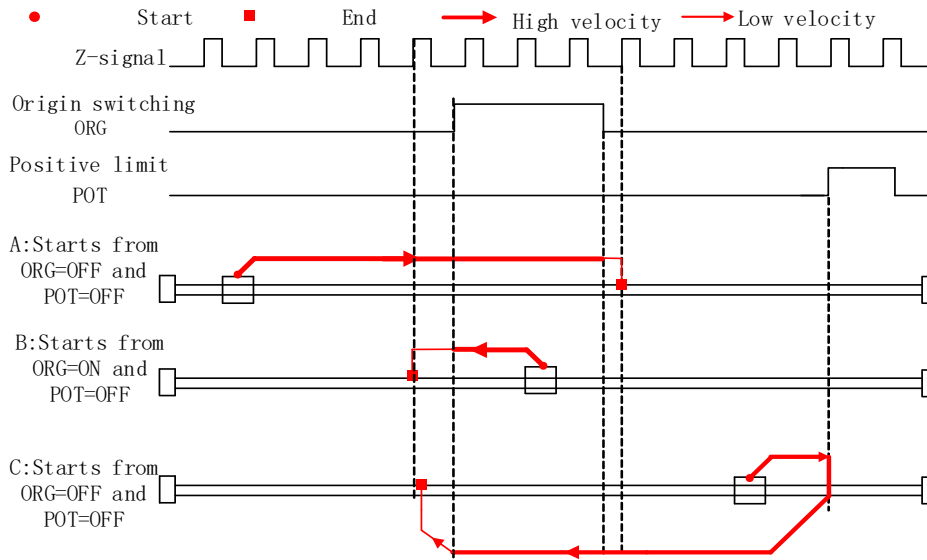 Start End High velocity Low velocity
Z-signal
Origin switching
ORG
Positive limit
POT
A:Starts from
ORG=OFF and
POT=OFF
B:Starts from
ORG=ON and
POT=OFF
C:Starts from
ORG=OFF and
POT=OFF